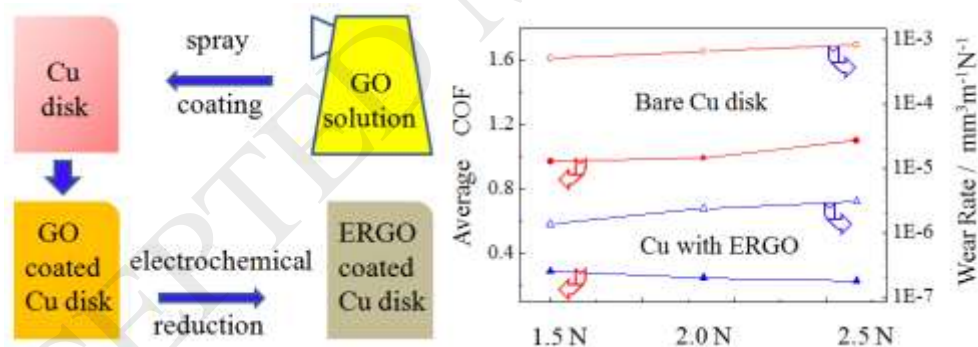 spray
coating
Cu
disk
GO
solution
GO
coated
Cu disk
electrochemical
reduction
ERGO
coated
Cu disk
Average COF
1.6
1.2
0.8
0.4
Bare Cu disk
Cu with ERGO
1.5 N 2.0 N 2.5 N
1E-3
1E-4
1E-5
1E-6
1E-7
Wear Rate / mm³m⁻¹N⁻¹
CEPTED